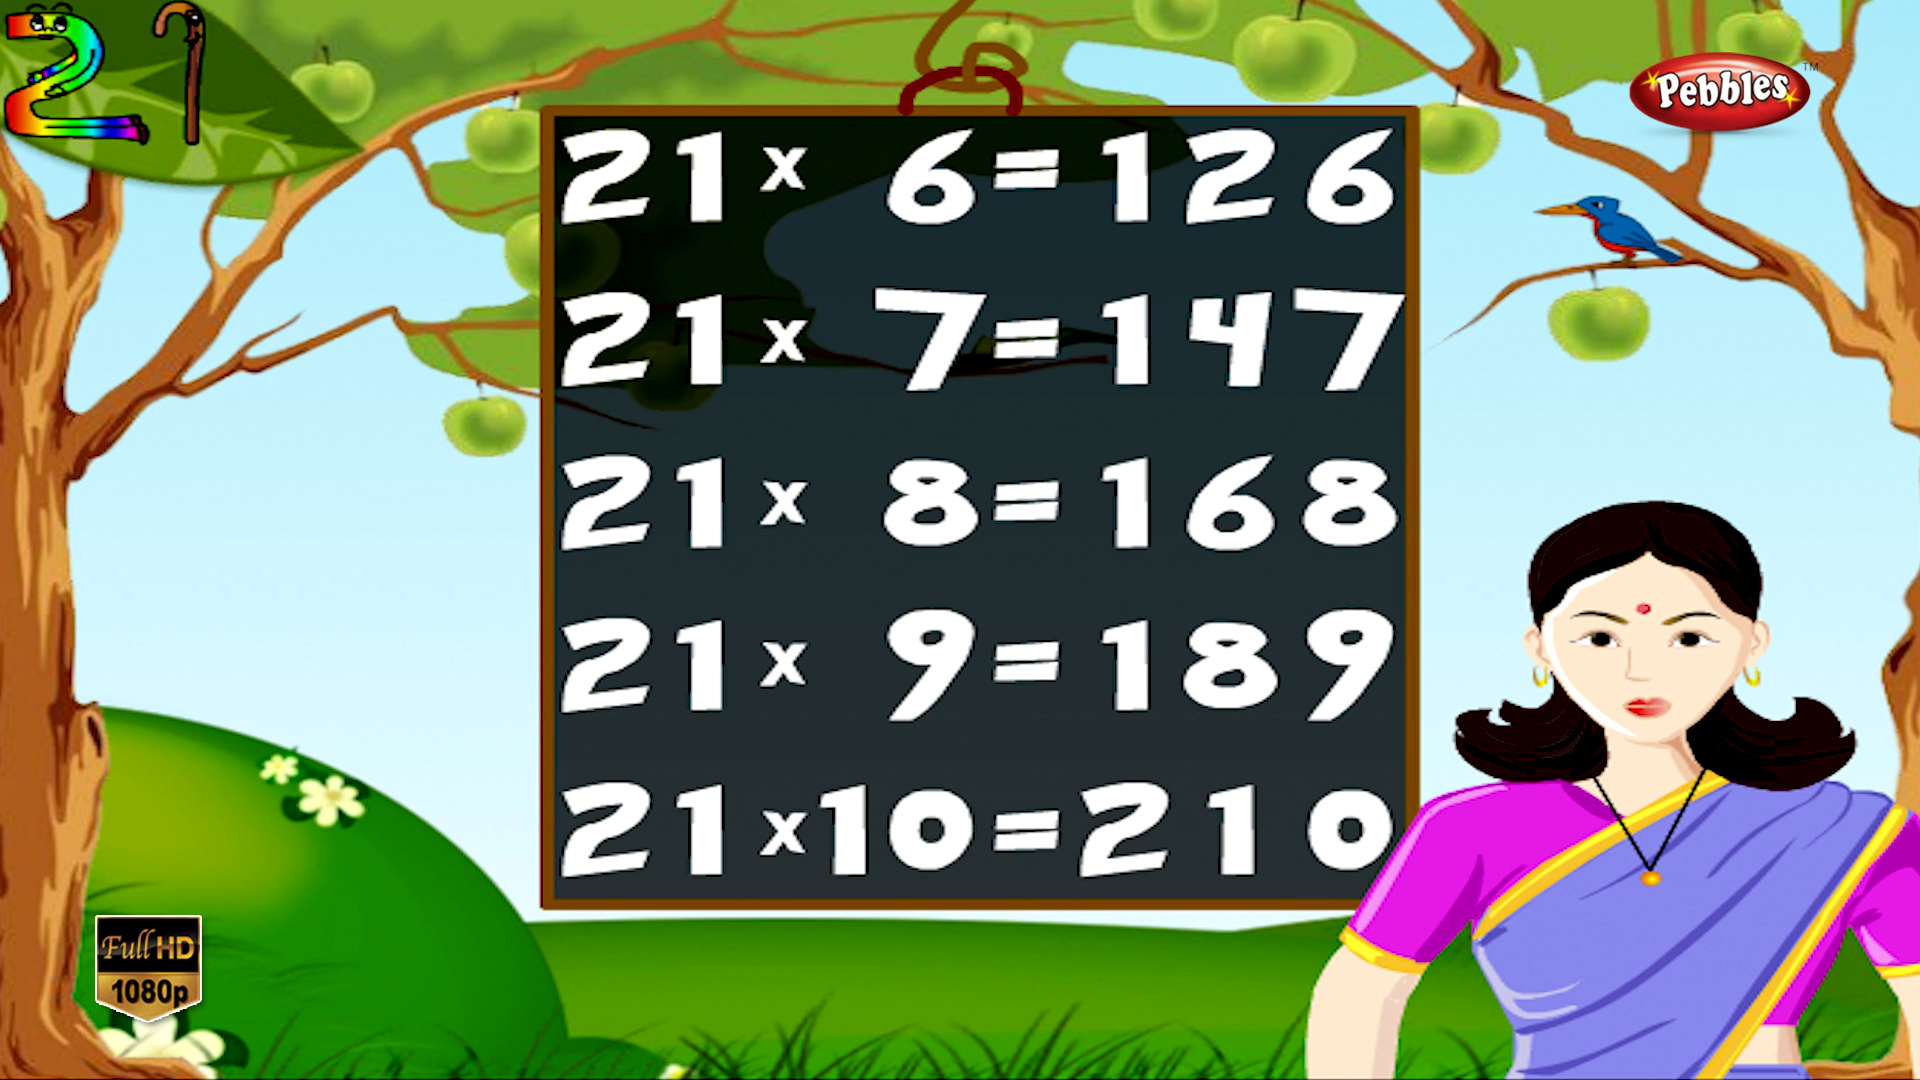 21
Pebbles™
21 x 6 = 126
21 x 7 = 147
21 x 8 = 168
21 x 9 = 189
21 x 10 = 210
Full HD
1080p